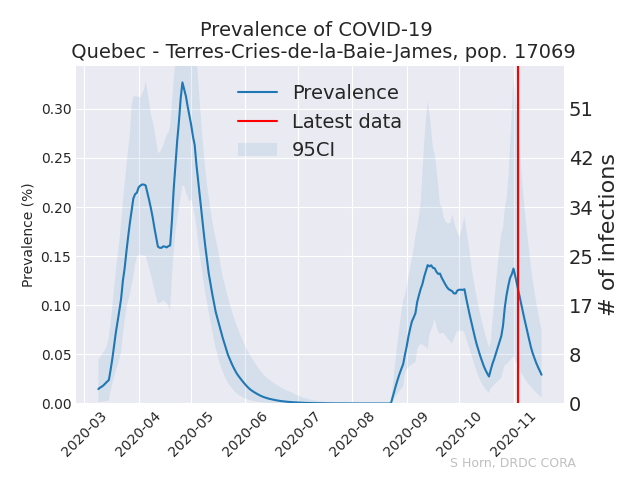 Prevalence of COVID-19
Quebec - Terres-Cries-de-la-Baie-James, pop. 17069
Prevalence
Latest data
95CI
Prevalence (%)
0.30
0.25
0.20
0.15
0.10
0.05
0.00
51
42
34
25
17
8
0
# of infections
2020-03
2020-04
2020-05
2020-06
2020-07
2020-08
2020-09
2020-10
2020-11
S Horn, DRDC CORA